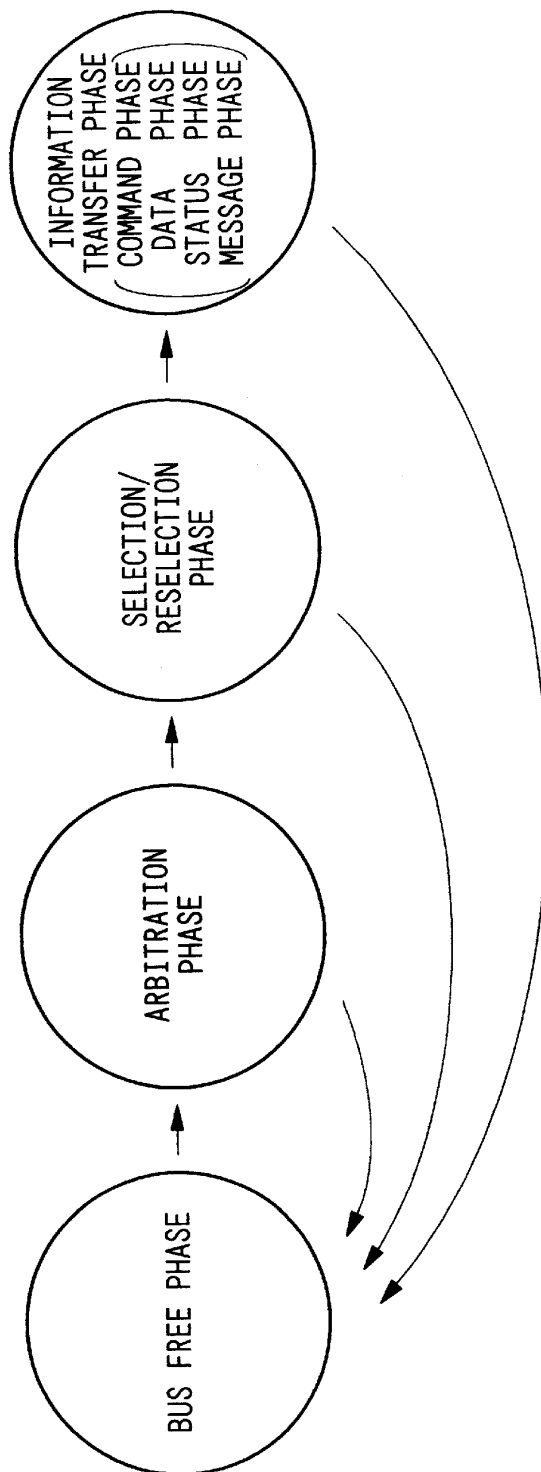 BUS FREE PHASE
ARBITRATION
PHASE
SELECTION/
RESELECTION
PHASE
INFORMATION
TRANSFER PHASE
(COMMAND PHASE
DATA PHASE
STATUS PHASE
MESSAGE PHASE)